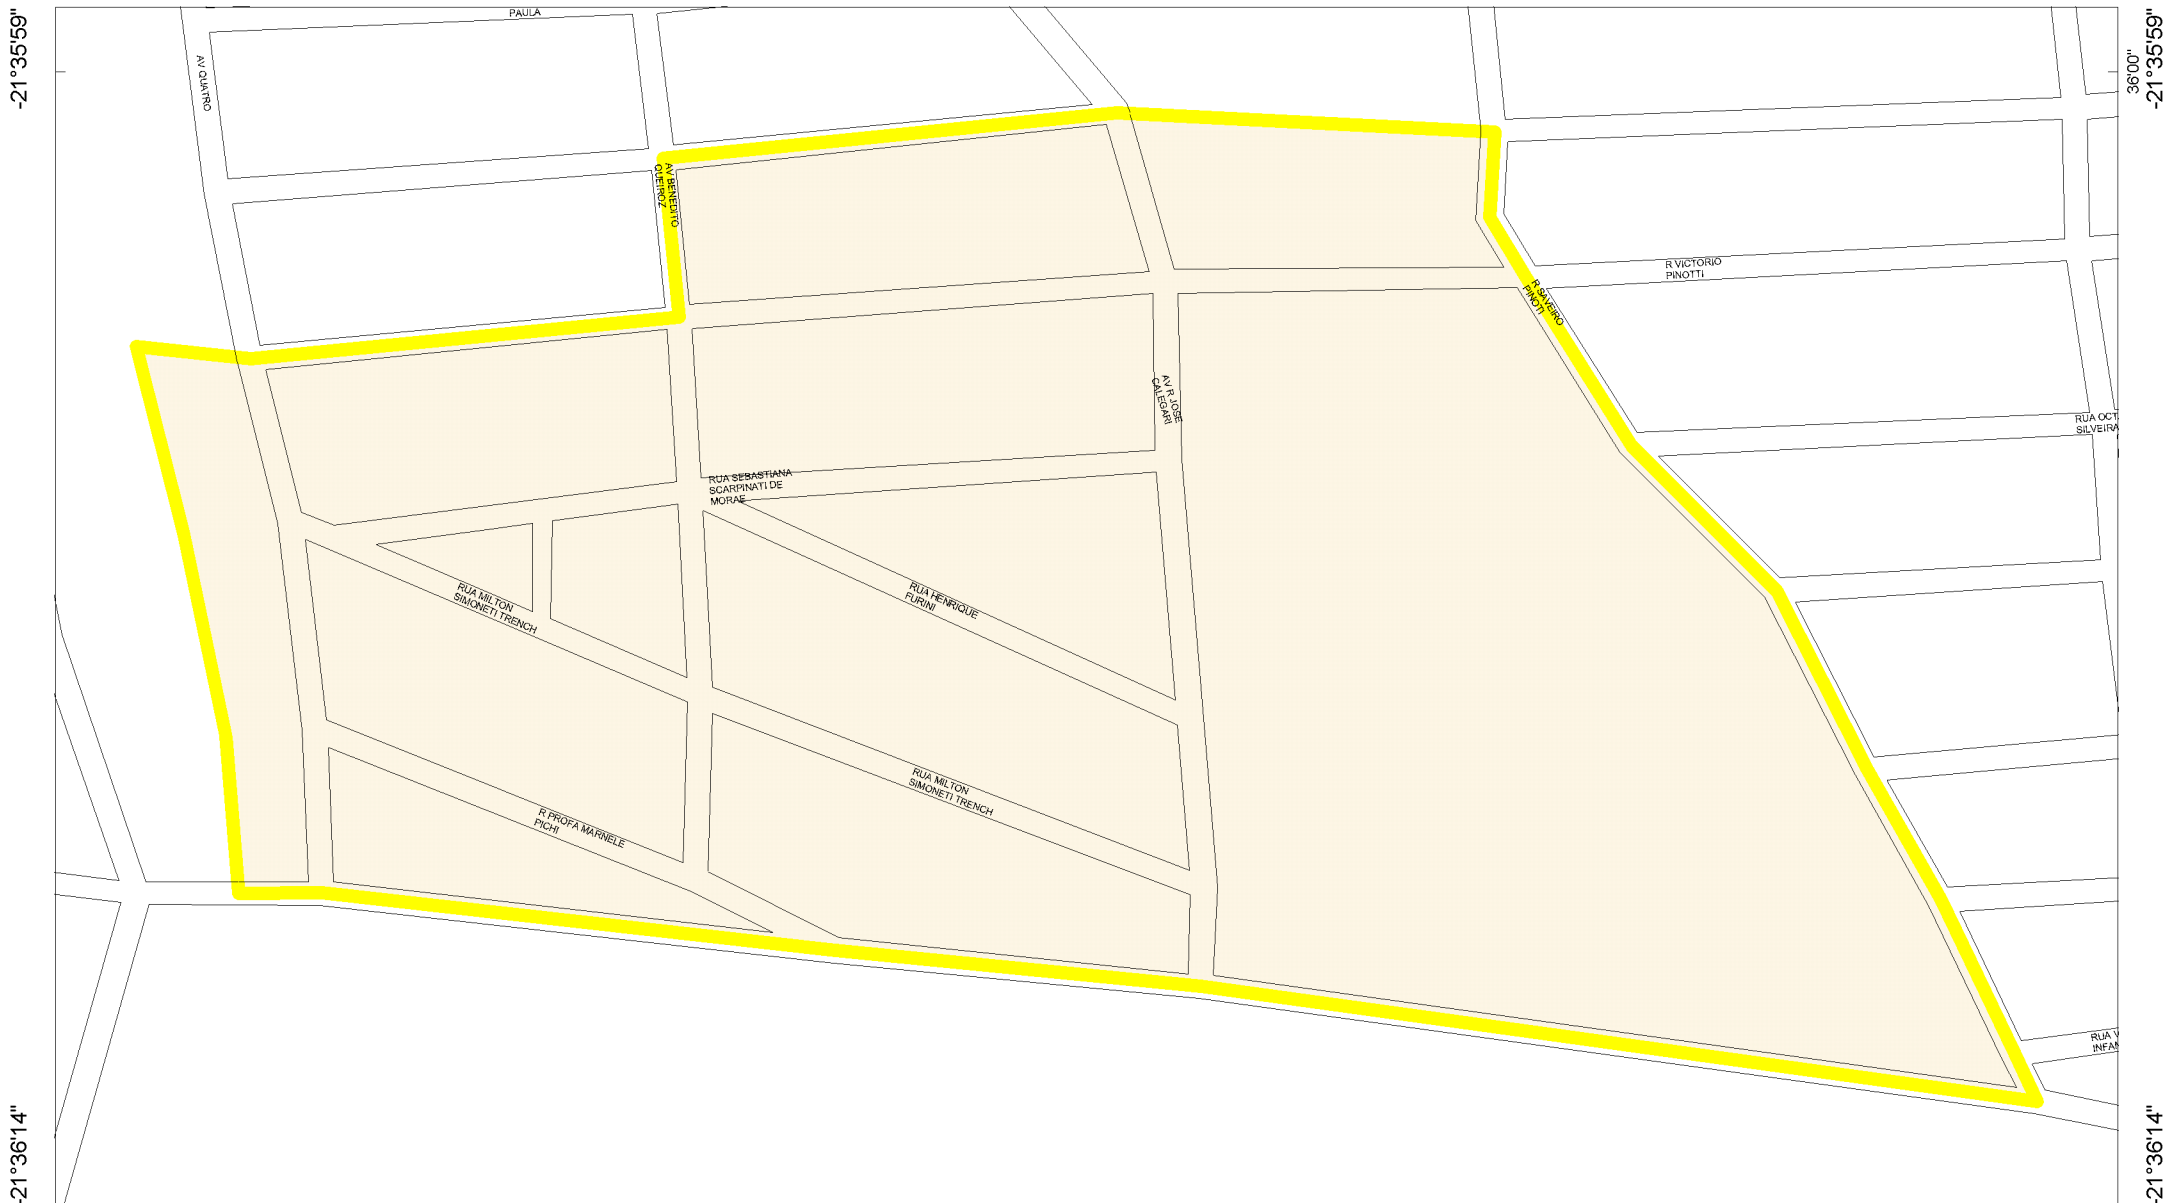 -21°35'59"
-21°35'59"
36'00"
PAULA
AV QUATRO
AV BENEDITO
QUEIROZ
R VICTORIO
PINOTTI
R SAVEIRO
PINOTI
AV R JOSE
CALEGARI
RUA OCT
SILVEIRA
RUA SEBASTIANA
SCARPINATI DE
MORAE
RUA MILTON
SIMONETI TRENCH
RUA HENRIQUE
FURINI
RUA MILTON
SIMONETI TRENCH
R PROFA MARNELE
PICHI
RUA V
INFAN
-21°36'14"
-21°36'14"